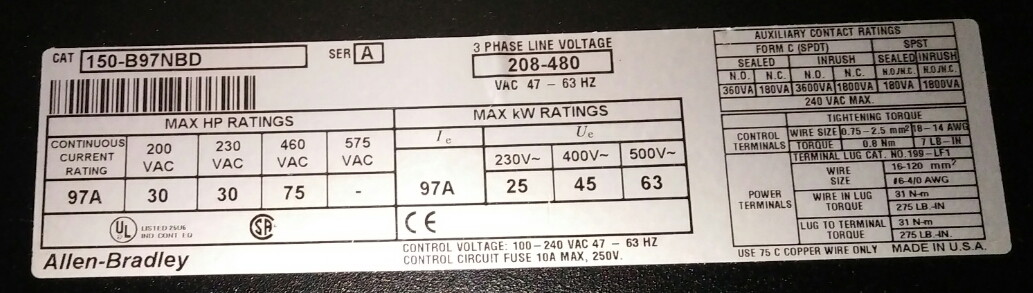 CAT 150-B97NBD SER A
3 PHASE LINE VOLTAGE
208-480
VAC 47 - 63 HZ
MAX HP RATINGS
CONTINUOUS CURRENT RATING 200 VAC 230 VAC 460 VAC 575 VAC
97A 30 30 75 -
UL LISTED 26UE
IND CONT EQ
SA
MAX kW RATINGS
Ie Ue
230V~ 400V~ 500V~
97A 25 45 63
CE
CONTROL VOLTAGE: 100-240 VAC 47 - 63 HZ
CONTROL CIRCUIT FUSE 10A MAX, 250V.
Allen-Bradley
AUXILIARY CONTACT RATINGS
FORM C (SPDT) SPST
SEALED INRUSH SEALED INRUSH
N.O. N.C. N.O. N.C. N.O./N.C. N.O./N.C.
360VA 180VA 3600VA 1800VA 180VA 1800VA
240 VAC MAX.
TIGHTENING TORQUE
CONTROL TERMINALS
WIRE SIZE 0.75-2.5 mm² 18-14 AWG
TORQUE 0.8 Nm 7 LB-IN
POWER TERMINALS
TERMINAL LUG CAT. NO.199-LF1
WIRE SIZE 16-120 mm²
#6-4/0 AWG
WIRE IN LUG TORQUE 31 N-m
275 LB.-IN
LUG TO TERMINAL TORQUE 31 N-m
275 LB.-IN.
USE 75 C COPPER WIRE ONLY MADE IN U.S.A.